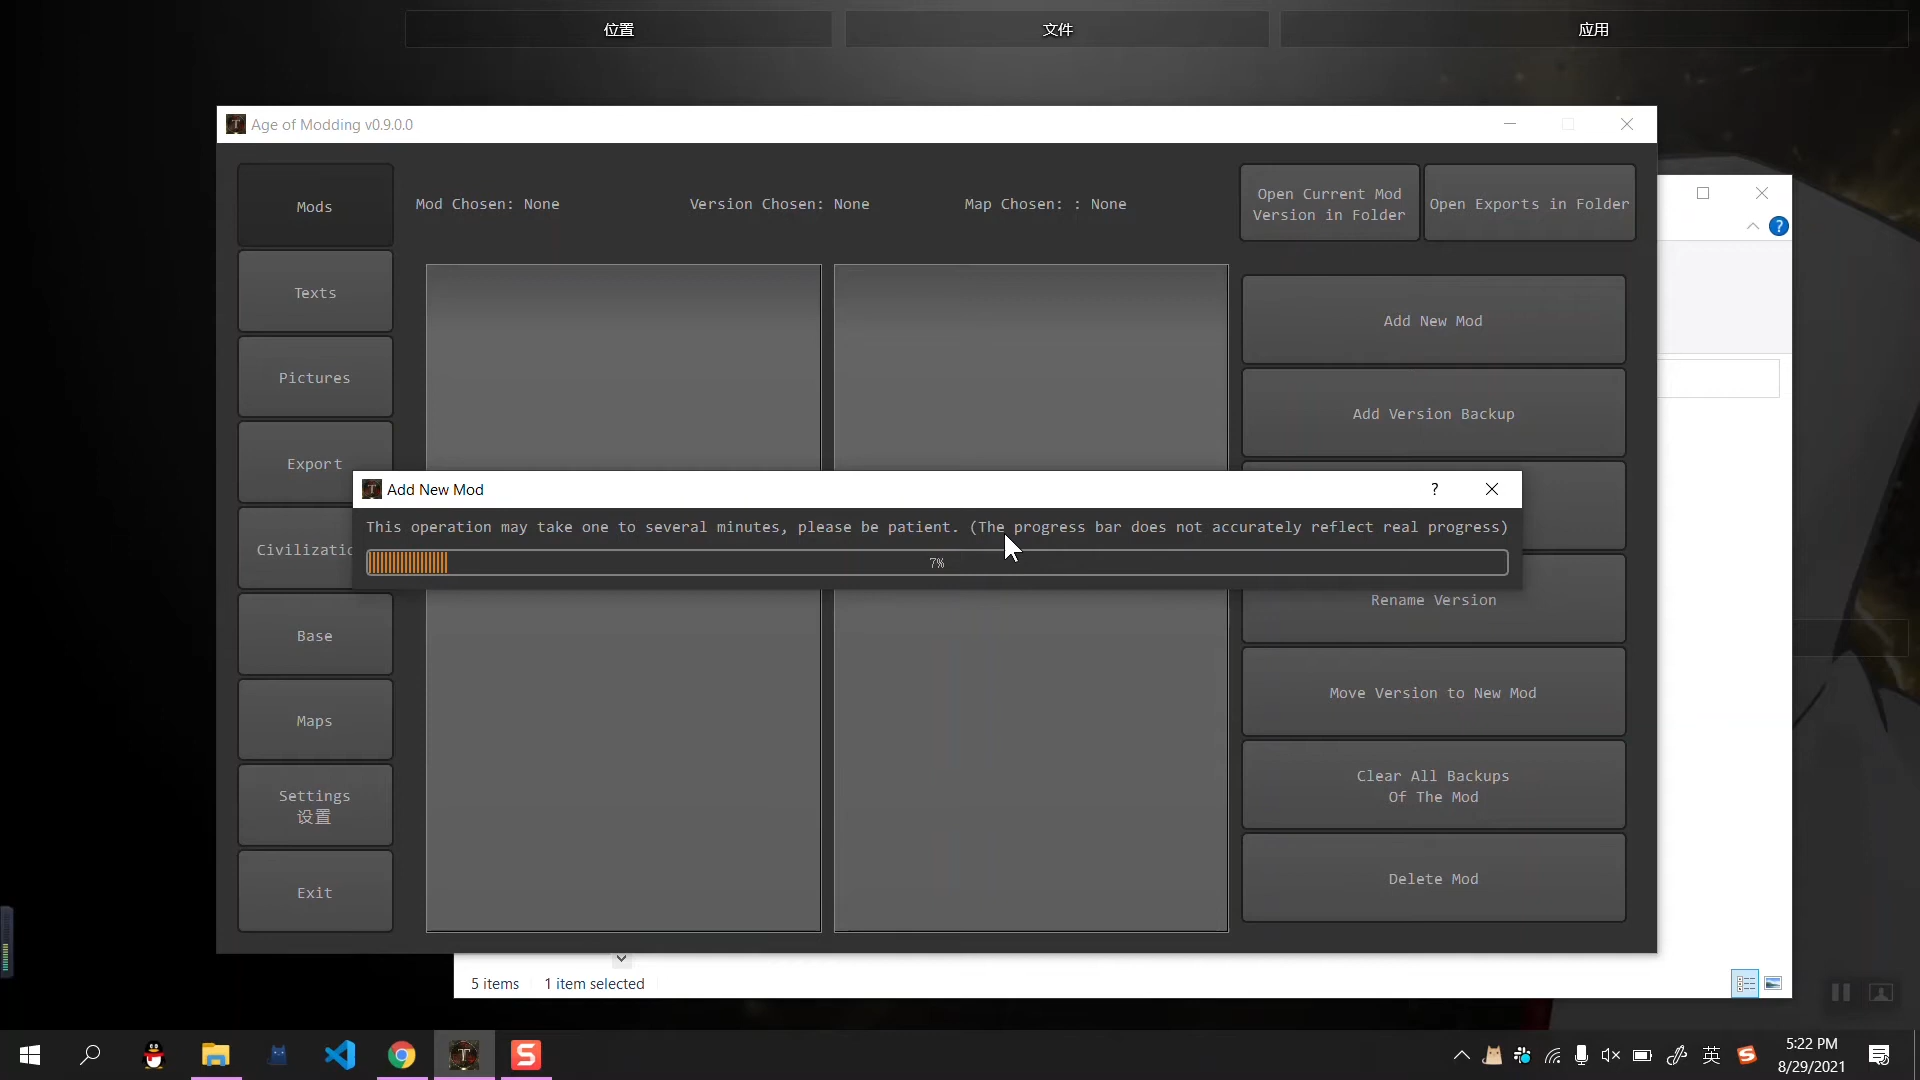 位置
文件
应用
Age of Modding v0.9.0.0
Mods
Mod Chosen: None
Version Chosen: None
Map Chosen: : None
Open Current Mod
Version in Folder
Open Exports in Folder
Texts
Pictures
Export
Civilizatio
Base
Maps
Settings
设置
Exit
Add New Mod
Add Version Backup
Add New Mod
?
This operation may take one to several minutes, please be patient. (The progress bar does not accurately reflect real progress)
7%
Rename Version
Move Version to New Mod
Clear All Backups
Of The Mod
Delete Mod
?
5 items
1 item selected
英
5:22 PM
8/29/2021